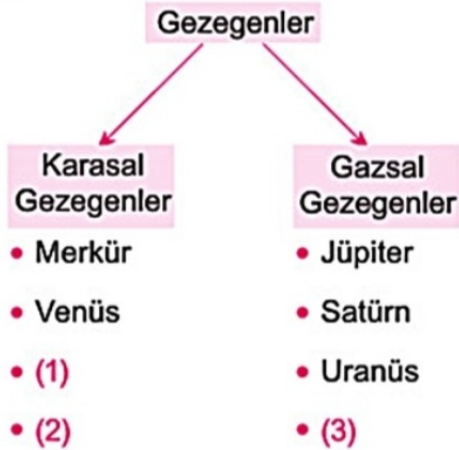 Gezegenler
Karasal
Gezegenler
• Merkür
• Venüs
• (1)
• (2)
Gazsal
Gezegenler
• Jüpiter
• Satürn
• Uranüs
• (3)